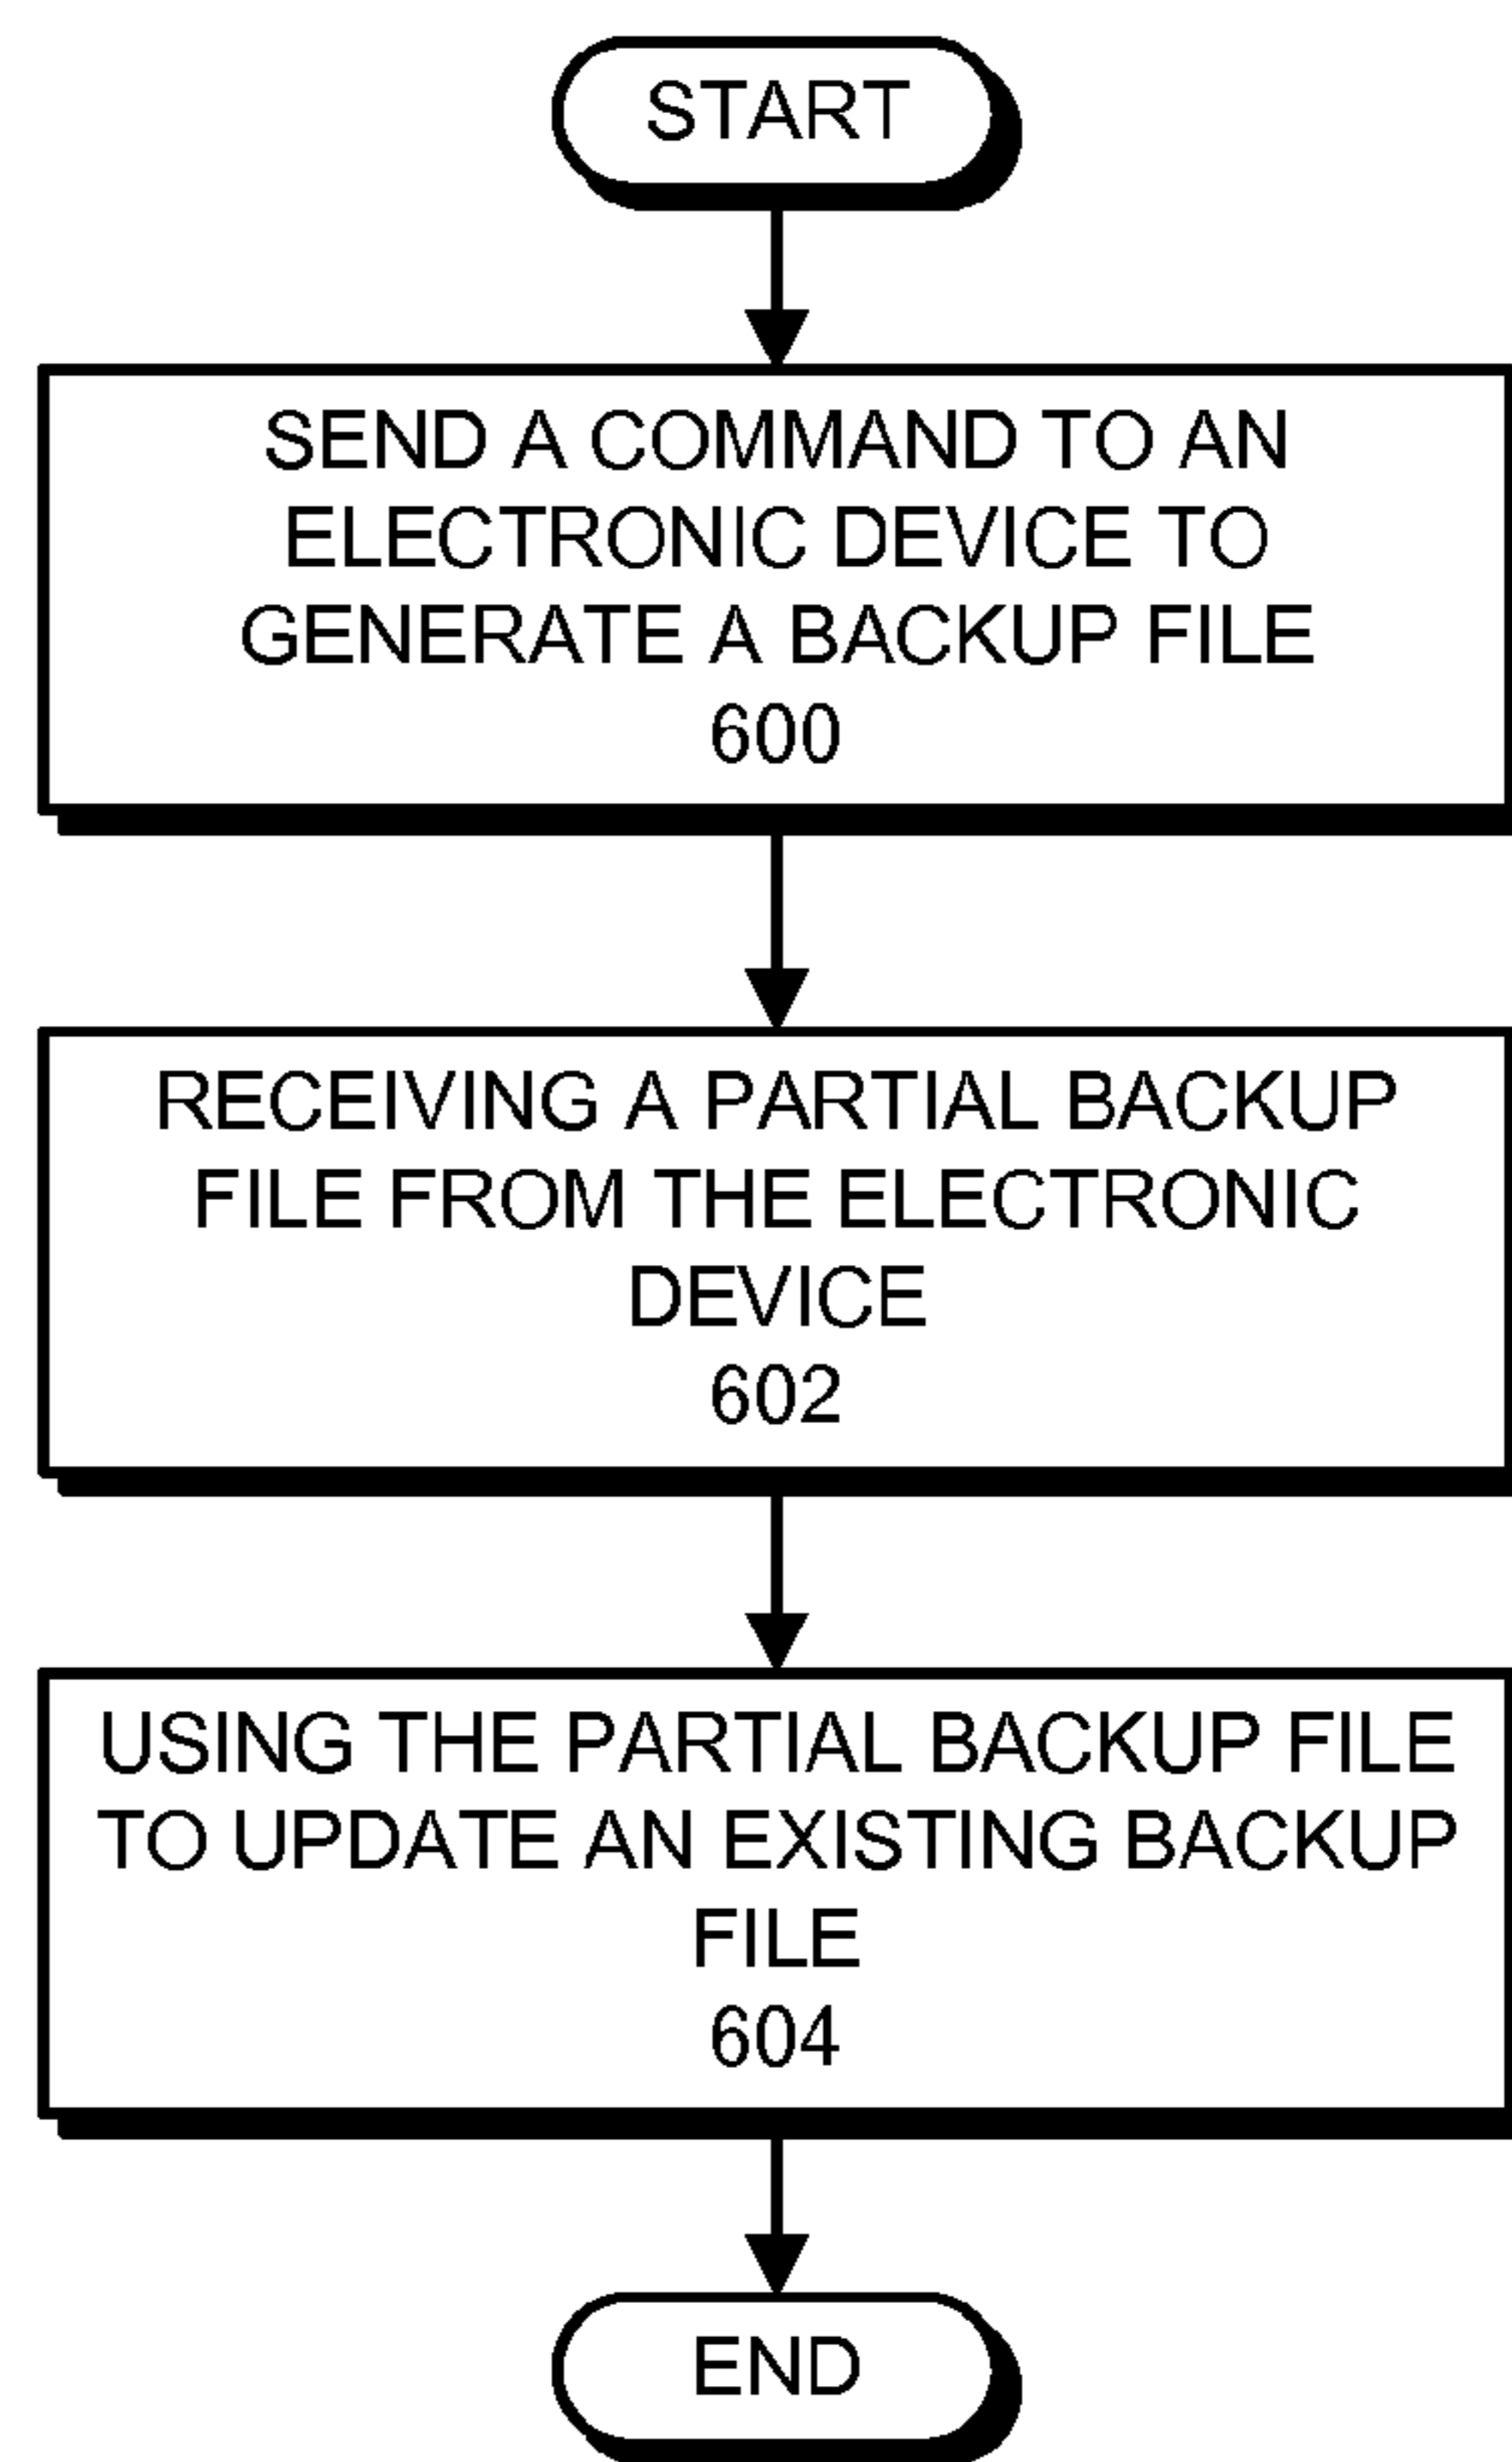 START
SEND A COMMAND TO AN
ELECTRONIC DEVICE TO
GENERATE A BACKUP FILE
600
RECEIVING A PARTIAL BACKUP
FILE FROM THE ELECTRONIC
DEVICE
602
USING THE PARTIAL BACKUP FILE
TO UPDATE AN EXISTING BACKUP
FILE
604
END